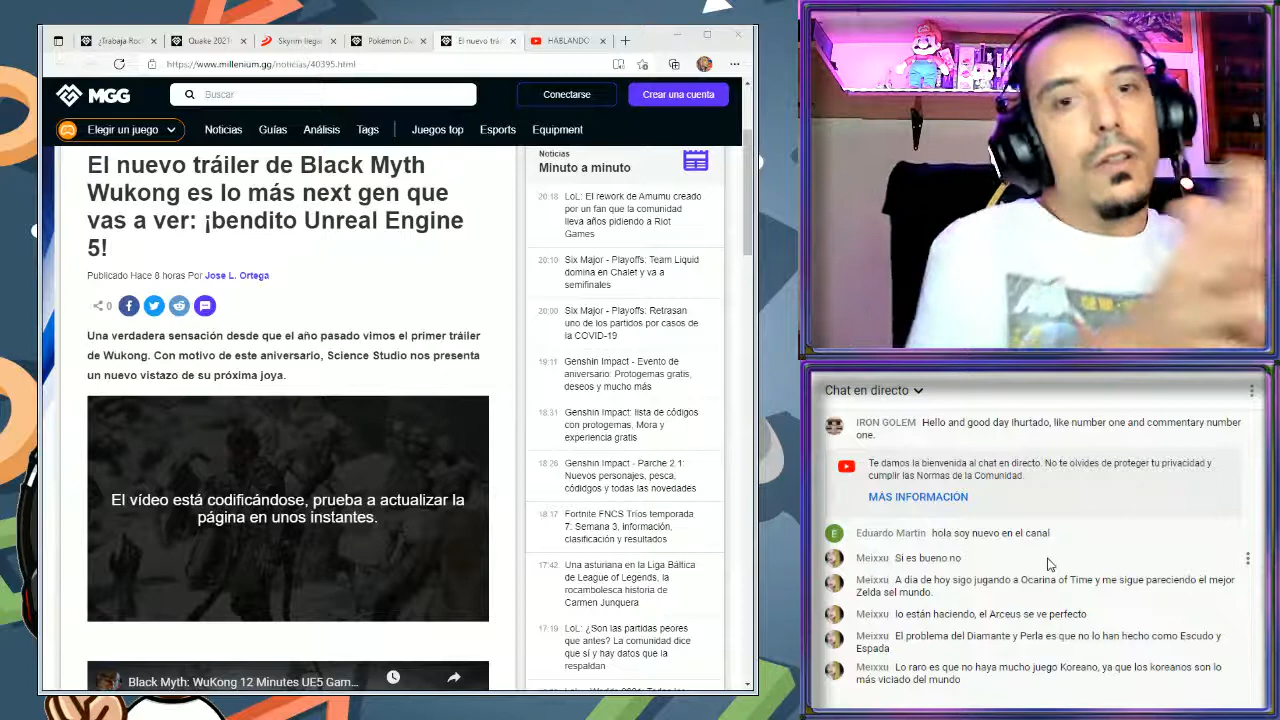 ¿Trabaja Roc
Quake 2021
Skyrim llega
Pokémon Di
El nuevo trái
HABLANDO
https://www.millenium.gg/noticias/40395.html
MGG
Buscar
Conectarse
Crear una cuenta
Elegir un juego
Noticias
Guías
Análisis
Tags
Juegos top
Esports
Equipment
El nuevo tráiler de Black Myth
Wukong es lo más next gen que
vas a ver: ¡bendito Unreal Engine
5!
Publicado Hace 8 horas Por Jose L. Ortega
0
Una verdadera sensación desde que el año pasado vimos el primer tráiler
de Wukong. Con motivo de este aniversario, Science Studio nos presenta
un nuevo vistazo de su próxima joya.
El vídeo está codificándose, prueba a actualizar la
página en unos instantes.
Black Myth: WuKong 12 Minutes UE5 Gam...
Noticias
Minuto a minuto
20:18 LoL: El rework de Amumu creado
por un fan que la comunidad
lleva años pidiendo a Riot
Games
20:10 Six Major - Playoffs: Team Liquid
domina en Chalet y va a
semifinales
20:00 Six Major - Playoffs: Retrasan
uno de los partidos por casos de
la COVID-19
19:11 Genshin Impact - Evento de
aniversario: Protogemas gratis,
deseos y mucho más
18:31 Genshin Impact: lista de códigos
con protogemas, Mora y
experiencia gratis
18:26 Genshin Impact - Parche 2.1:
Nuevos personajes, pesca,
códidgos y todas las novedades
18:17 Fortnite FNCS Tríos temporada
7: Semana 3, información,
clasificación y resultados
17:42 Una asturiana en la Liga Báltica
de League of Legends, la
rocambolesca historia de
Carmen Junquera
17:19 LoL: ¿Son las partidas peores
que antes? La comunidad dice
que sí y hay datos que la
respaldan
Chat en directo
IRON GOLEM Hello and good day Ihurtado, like number one and commentary number
one.
Te damos la bienvenida al chat en directo. No te olvides de proteger tu privacidad y
cumplir las Normas de la Comunidad.
MÁS INFORMACIÓN
E
Eduardo Martin hola soy nuevo en el canal
Meixxu Si es bueno no
Meixxu A dia de hoy sigo jugando a Ocarina of Time y me sigue pareciendo el mejor
Zelda sel mundo.
Meixxu lo están haciendo, el Arceus se ve perfecto
Meixxu El problema del Diamante y Perla es que no lo han hecho como Escudo y
Espada
Meixxu Lo raro es que no haya mucho juego Koreano, ya que los koreanos son lo
más viciado del mundo